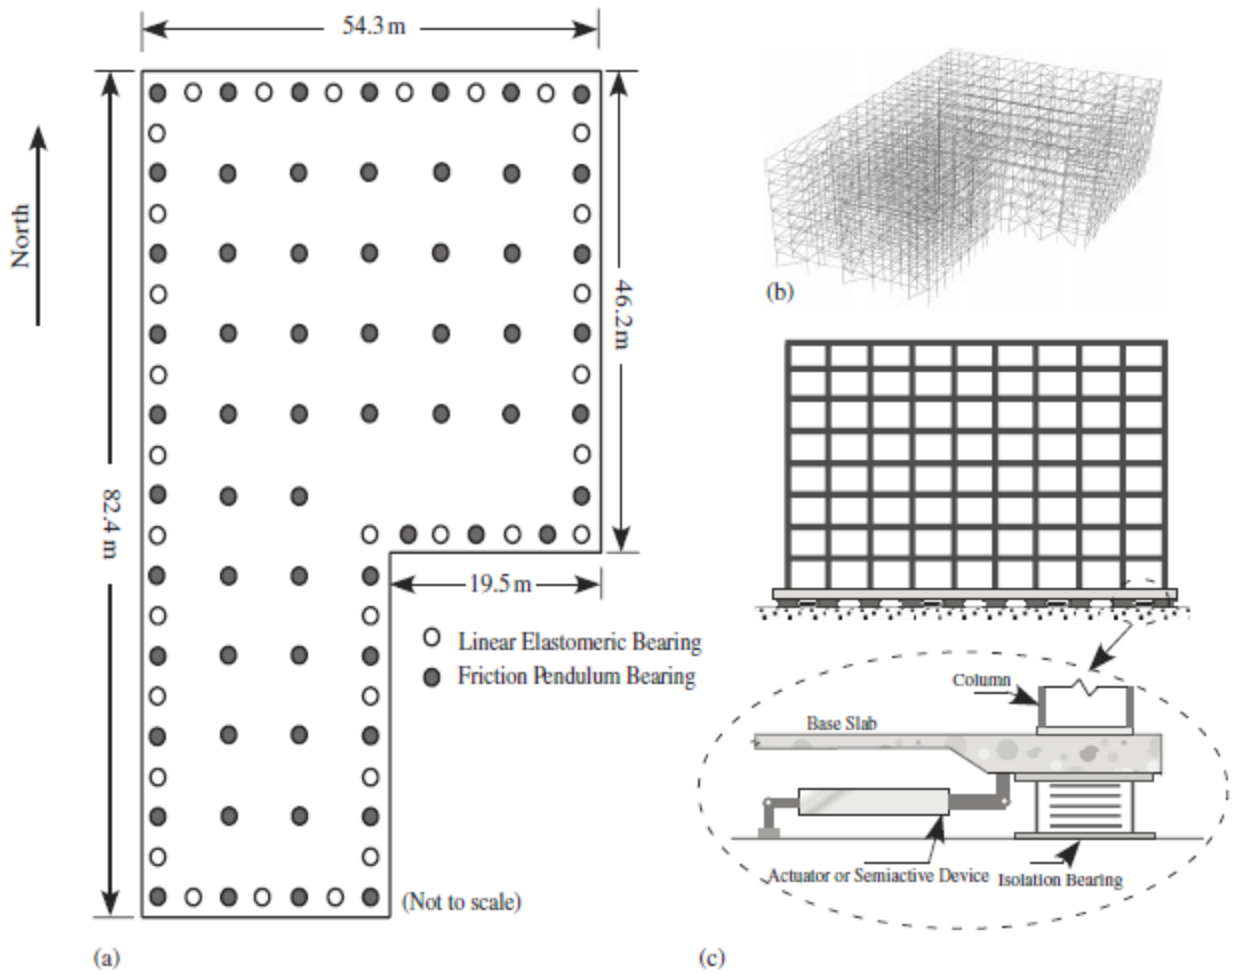 54.3 m
North
82.4 m
46.2 m
19.5 m
Linear Elastomeric Bearing
Friction Pendulum Bearing
(Not to scale)
(a)
(b)
Column
Base Slab
Actuator or Semiactive Device
Isolation Bearing
(c)